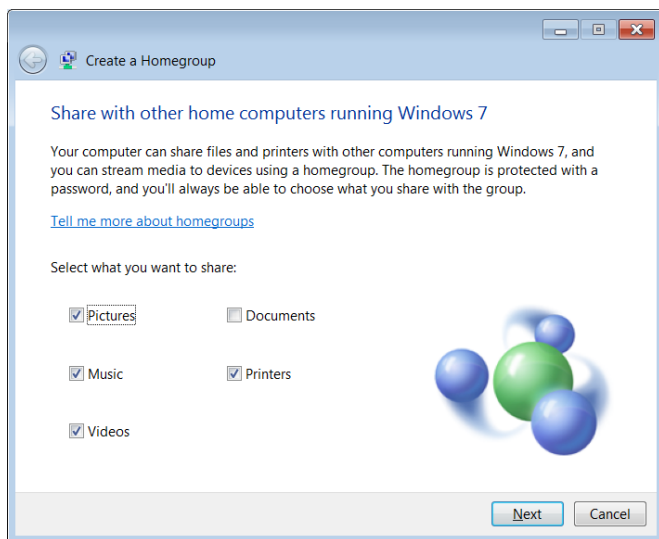 Create a Homegroup
Share with other home computers running Windows 7
Your computer can share files and printers with other computers running Windows 7, and
you can stream media to devices using a homegroup. The homegroup is protected with a
password, and you'll always be able to choose what you share with the group.
Tell me more about homegroups
Select what you want to share:
Pictures
Documents
Music
Printers
Videos
Next
Cancel